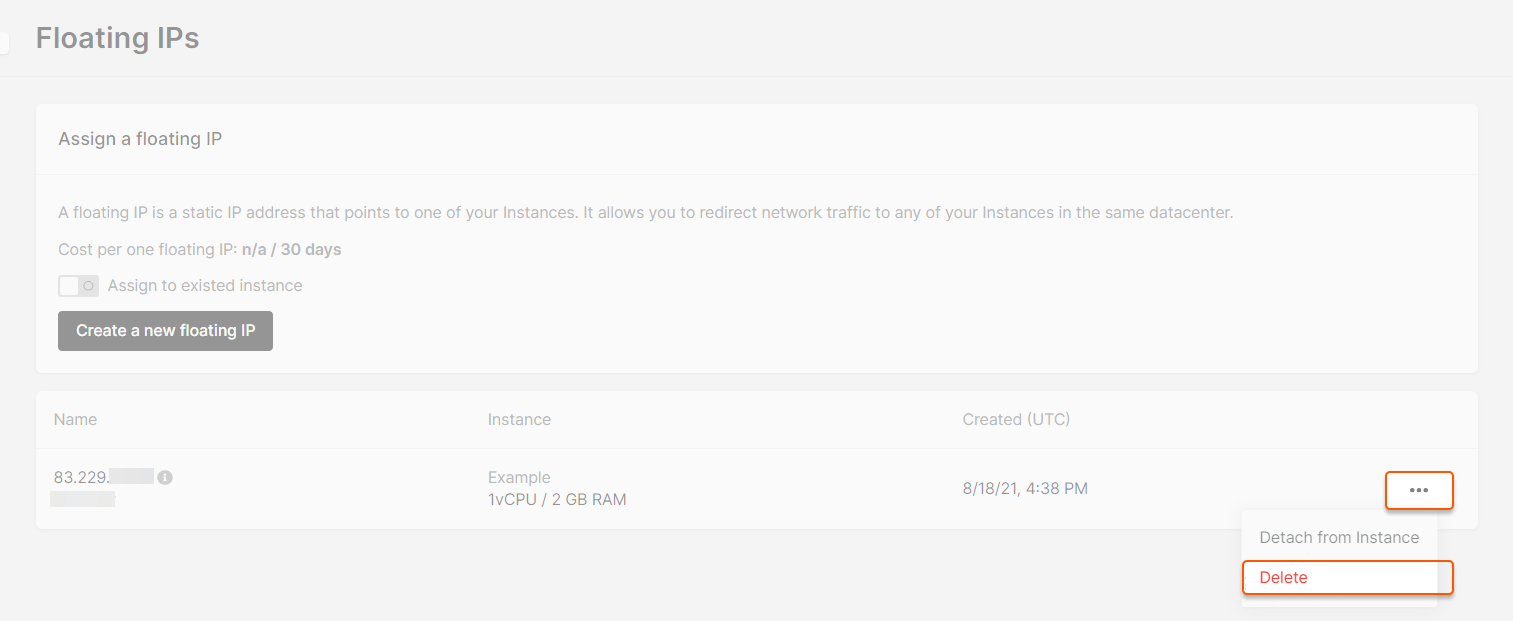 Floating IPs
Assign a floating IP
A floating IP is a static IP address that points to one of your Instances. It allows you to redirect network traffic to any of your Instances in the same datacenter.
Cost per one floating IP: n/a / 30 days
Assign to existed instance
Create a new floating IP
Name Instance Created (UTC)
83.229.
Example
1vCPU / 2 GB RAM
8/18/21, 4:38 PM
Detach from Instance
Delete